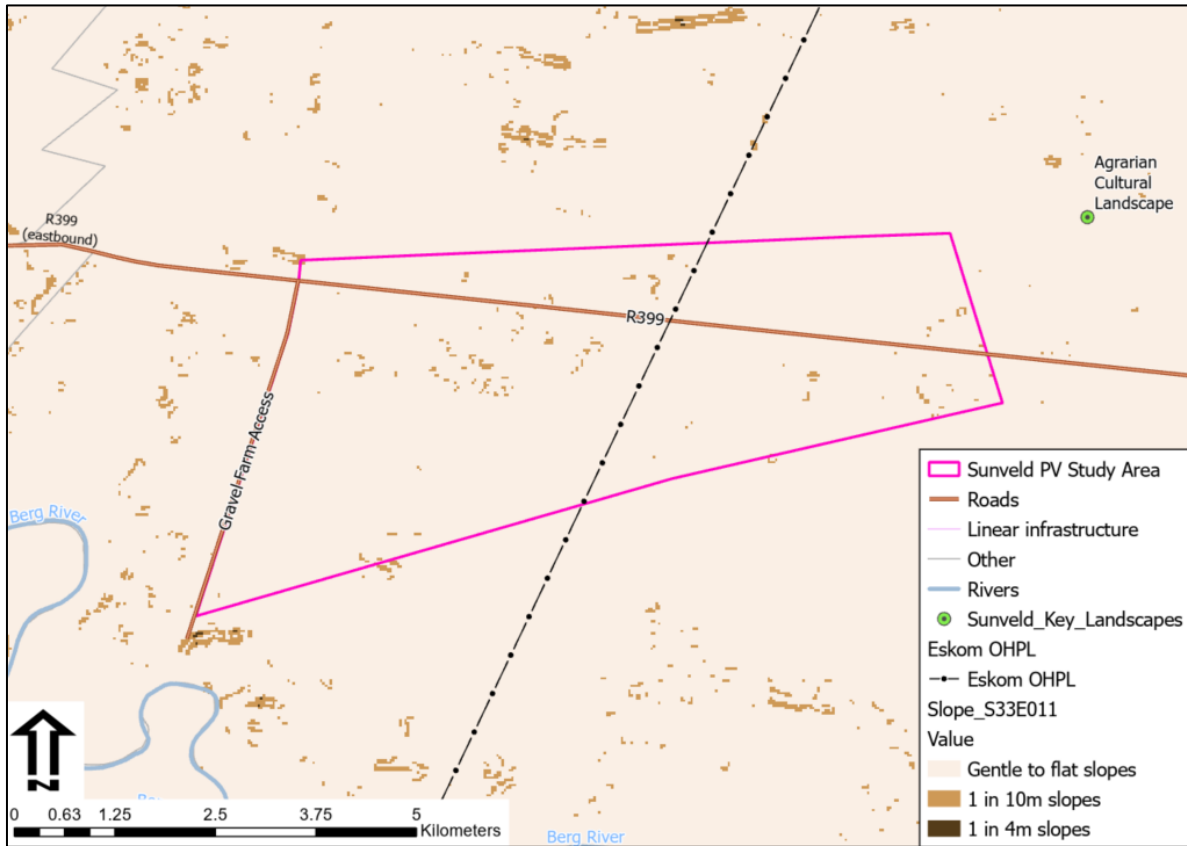 Agrarian
Cultural
Landscape
R399
(eastbound)
R399
Gravel Farm Access
Berg River
Berg River
Sunveld PV Study Area
Roads
Linear infrastructure
Other
Rivers
Sunveld_Key_Landscapes
Eskom OHPL
Eskom OHPL
Slope_S33E011
Value
Gentle to flat slopes
1 in 10m slopes
1 in 4m slopes
N
0 0.63 1.25 2.5 3.75 5
Kilometers